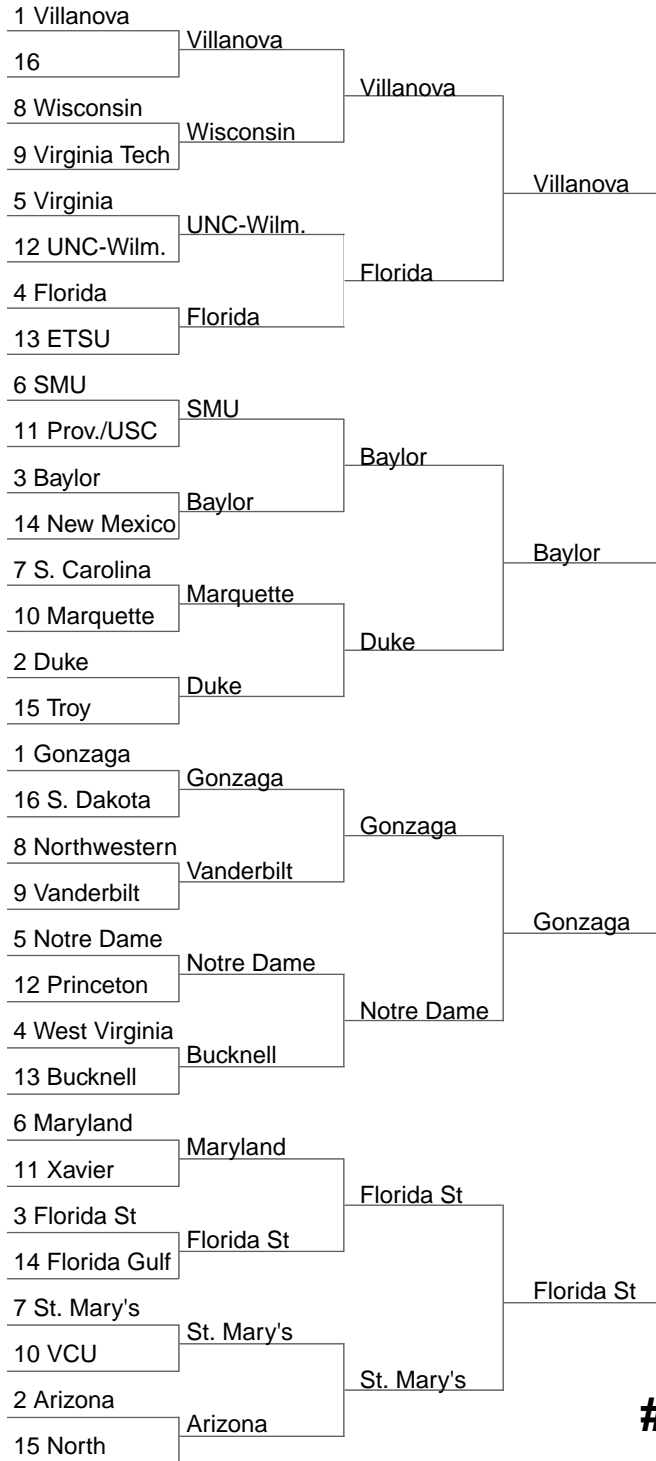 1 Villanova
16
8 Wisconsin
9 Virginia Tech
5 Virginia
12 UNC-Wilm.
4 Florida
13 ETSU
6 SMU
11 Prov./USC
3 Baylor
14 New Mexico
7 S. Carolina
10 Marquette
2 Duke
15 Troy
1 Gonzaga
16 S. Dakota
8 Northwestern
9 Vanderbilt
5 Notre Dame
12 Princeton
4 West Virginia
13 Bucknell
6 Maryland
11 Xavier
3 Florida St
14 Florida Gulf
7 St. Mary's
10 VCU
2 Arizona
15 North
Villanova
Wisconsin
UNC-Wilm.
Florida
SMU
Baylor
Marquette
Duke
Gonzaga
Vanderbilt
Notre Dame
Bucknell
Maryland
Florida St
St. Mary's
Arizona
Villanova
Florida
Baylor
Duke
Gonzaga
Notre Dame
Florida St
St. Mary's
Villanova
Baylor
Gonzaga
Florida St
#